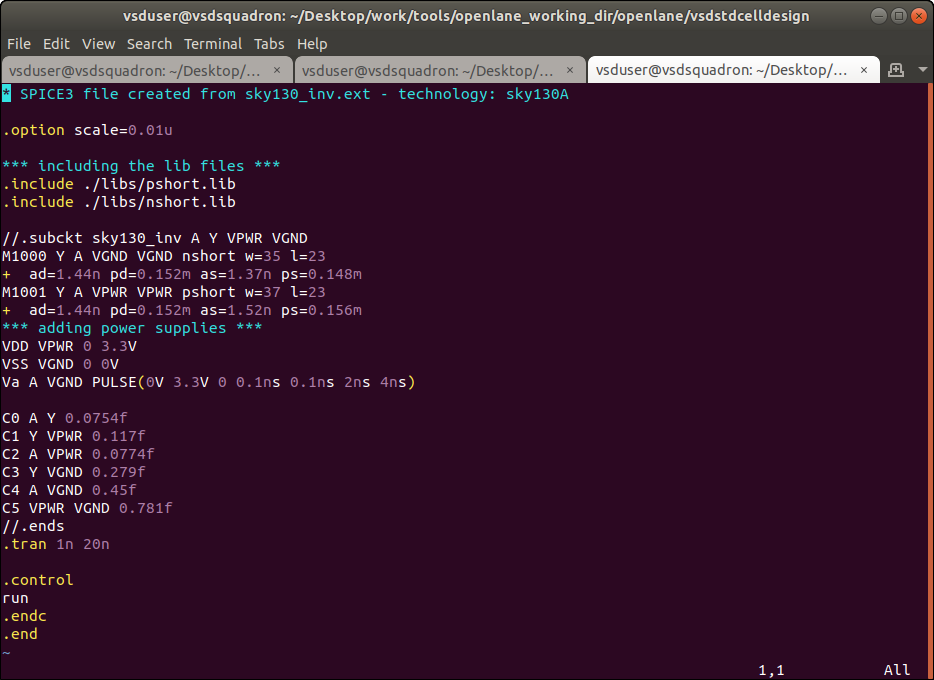 vsduser@vsdsquadron: ~/Desktop/work/tools/openlane_working_dir/openlane/vsdstdcelldesign
File Edit View Search Terminal Tabs Help
vsduser@vsdsquadron: ~/Desktop/... × vsduser@vsdsquadron: ~/Desktop/... × vsduser@vsdsquadron: ~/Desktop/... ×
* SPICE3 file created from sky130_inv.ext - technology: sky130A
.option scale=0.01u
*** including the lib files ***
.include ./libs/pshort.lib
.include ./libs/nshort.lib
//.subckt sky130_inv A Y VPWR VGND
M1000 Y A VGND VGND nshort w=35 l=23
+  ad=1.44n pd=0.152m as=1.37n ps=0.148m
M1001 Y A VPWR VPWR pshort w=37 l=23
+  ad=1.44n pd=0.152m as=1.52n ps=0.156m
*** adding power supplies ***
VDD VPWR 0 3.3V
VSS VGND 0 0V
Va A VGND PULSE(0V 3.3V 0 0.1ns 0.1ns 2ns 4ns)
C0 A Y 0.0754f
C1 Y VPWR 0.117f
C2 A VPWR 0.0774f
C3 Y VGND 0.279f
C4 A VGND 0.45f
C5 VPWR VGND 0.781f
//.ends
.tran 1n 20n
.control
run
.endc
.end
~
1,1 All